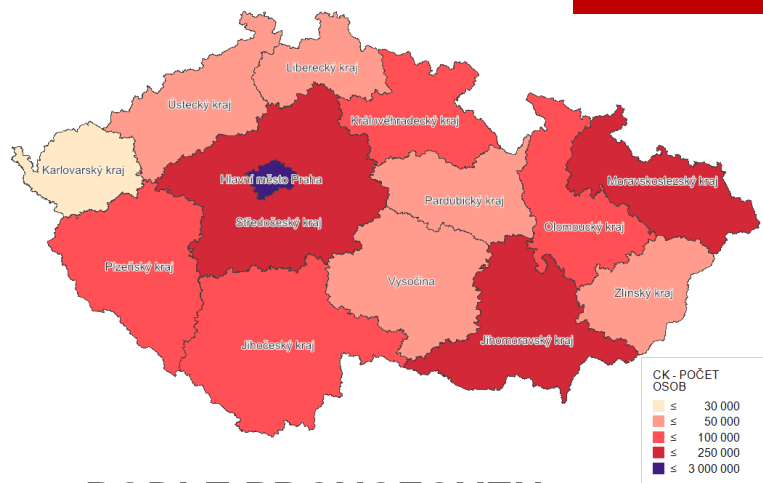 Liberecký kraj
Ústecký kraj
Královéhradecký kraj
Karlovarský kraj
Hlavní město Praha
Moravskoslezský kraj
Pardubický kraj
Středočeský kraj
Olomoucký kraj
Plzeňský kraj
Vysočina
Zlínský kraj
Jihočeský kraj
Jihomoravský kraj
CK - POČET
OSOB
≤ 30 000
≤ 50 000
≤ 100 000
≤ 250 000
≤ 3 000 000